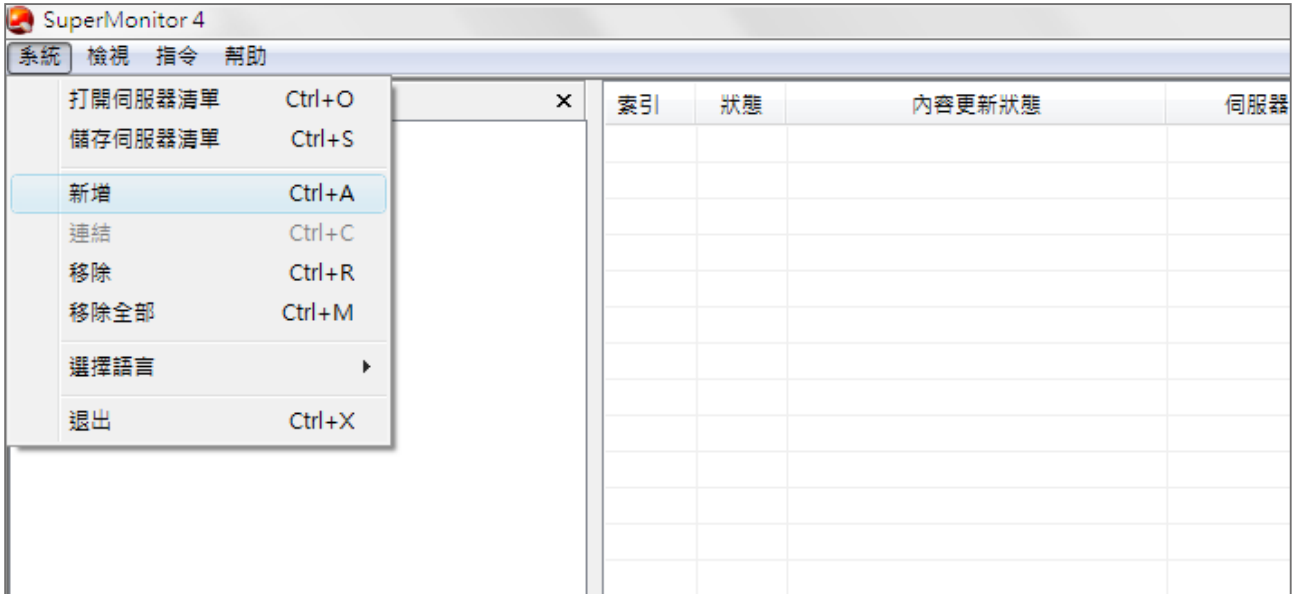 SuperMonitor 4
系統 檢視 指令 幫助
打開伺服器清單 Ctrl+O
儲存伺服器清單 Ctrl+S
新增 Ctrl+A
連結 Ctrl+C
移除 Ctrl+R
移除全部 Ctrl+M
選擇語言
退出 Ctrl+X
索引 狀態 內容更新狀態 伺服器